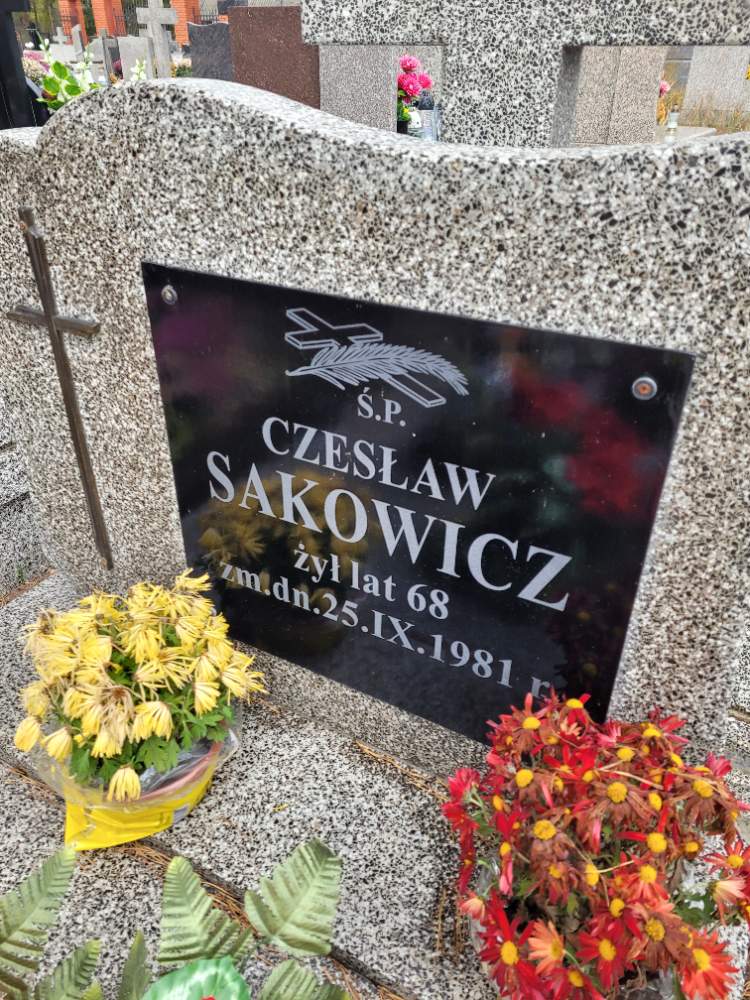 Ś.P.
CZESŁAW
SAKOWICZ
żył lat 68
zm.dn.25.IX.1981 r